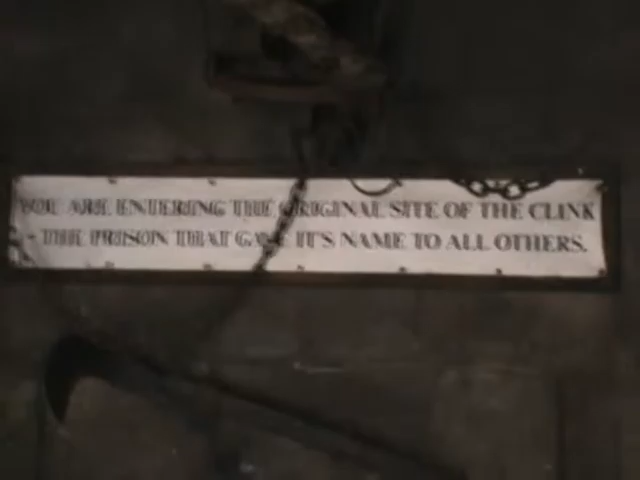 YOU ARE ENTERING THE ORIGINAL SITE OF THE CLINK
- THE PRISON THAT GAVE IT'S NAME TO ALL OTHERS.